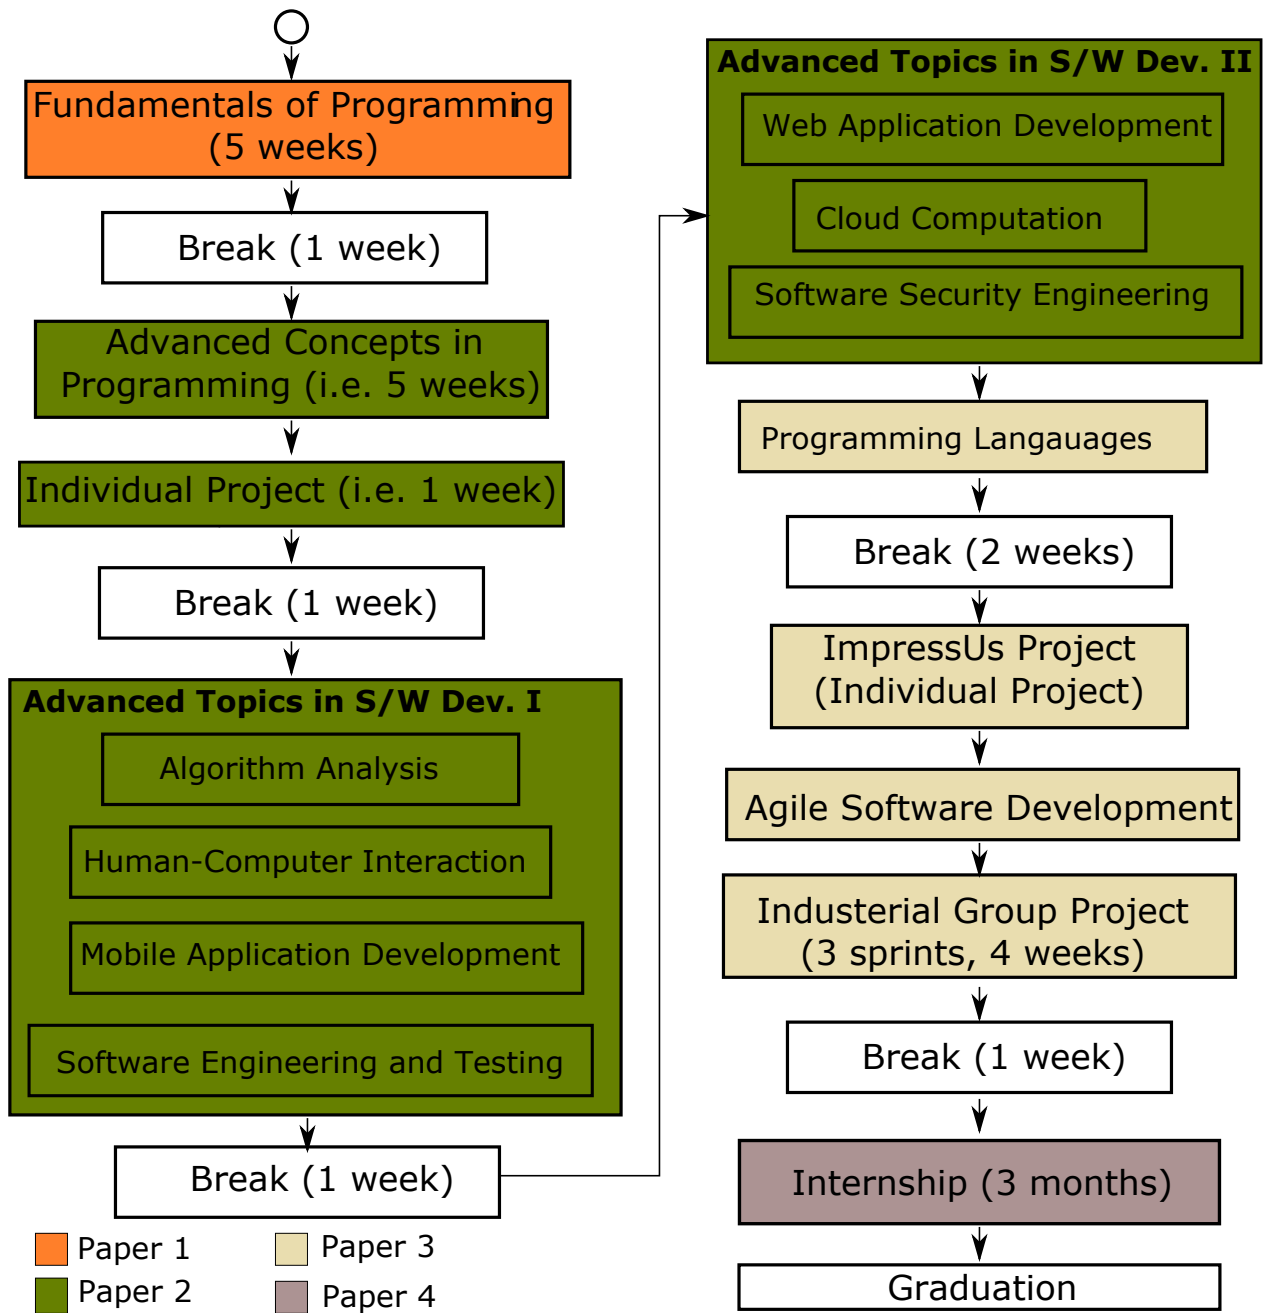 Fundamentals of Programming
(5 weeks)
Break (1 week)
Advanced Concepts in
Programming (i.e. 5 weeks)
Individual Project (i.e. 1 week)
Break (1 week)
Advanced Topics in S/W Dev. I
Algorithm Analysis
Human-Computer Interaction
Mobile Application Development
Software Engineering and Testing
Break (1 week)
Advanced Topics in S/W Dev. II
Web Application Development
Cloud Computation
Software Security Engineering
Programming Langauages
Break (2 weeks)
ImpressUs Project
(Individual Project)
Agile Software Development
Industerial Group Project
(3 sprints, 4 weeks)
Break (1 week)
Internship (3 months)
Graduation
Paper 1
Paper 2
Paper 3
Paper 4